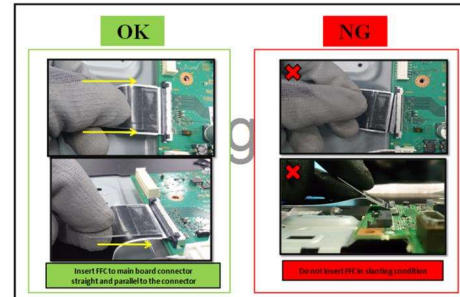 OK
NG
g
Insert FFC to main board connector
straight and parallel to the connector
Do not insert FFC in slanting condition